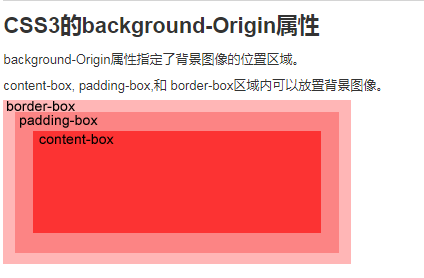 CSS3的background-Origin属性
background-Origin属性指定了背景图像的位置区域。
content-box, padding-box,和 border-box区域内可以放置背景图像。
border-box
padding-box
content-box